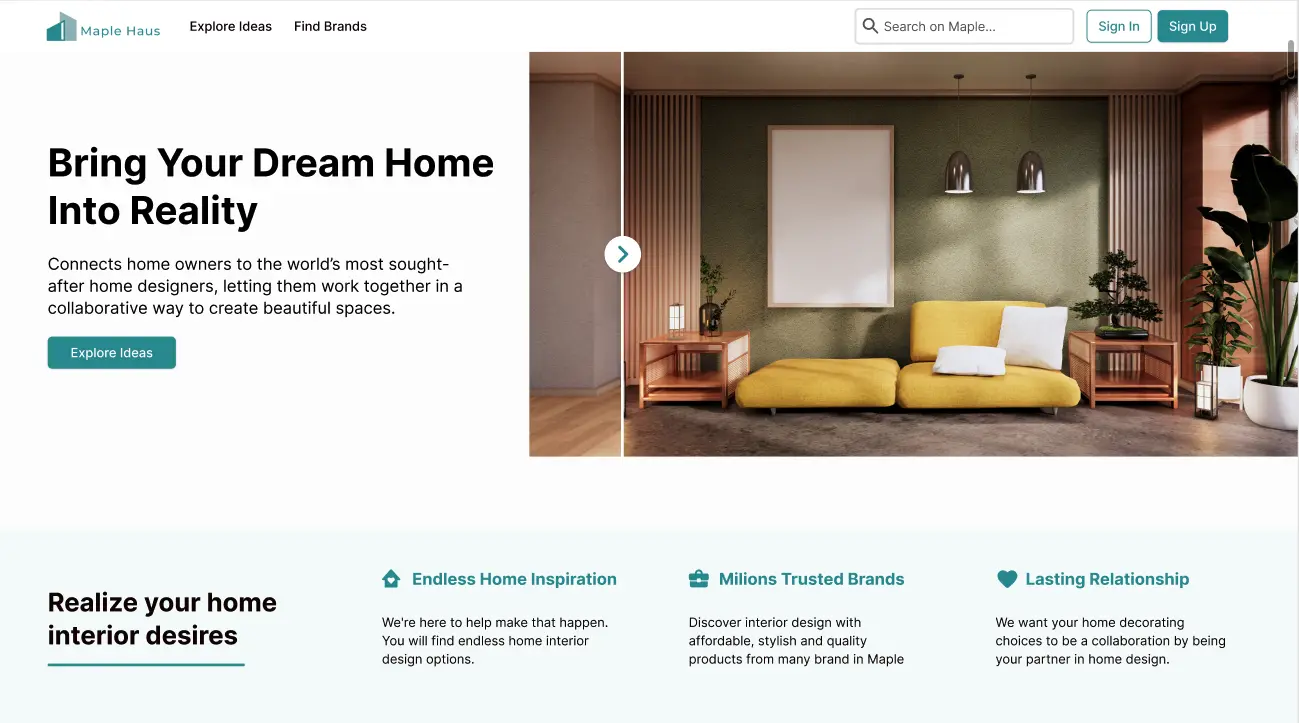 Maple Haus
Explore Ideas
Find Brands
Search on Maple...
Sign In
Sign Up
Bring Your Dream Home
Into Reality
Connects home owners to the world’s most sought-
after home designers, letting them work together in a
collaborative way to create beautiful spaces.
Explore Ideas
Realize your home
interior desires
Endless Home Inspiration
We're here to help make that happen.
You will find endless home interior
design options.
Milions Trusted Brands
Discover interior design with
affordable, stylish and quality
products from many brand in Maple
Lasting Relationship
We want your home decorating
choices to be a collaboration by being
your partner in home design.